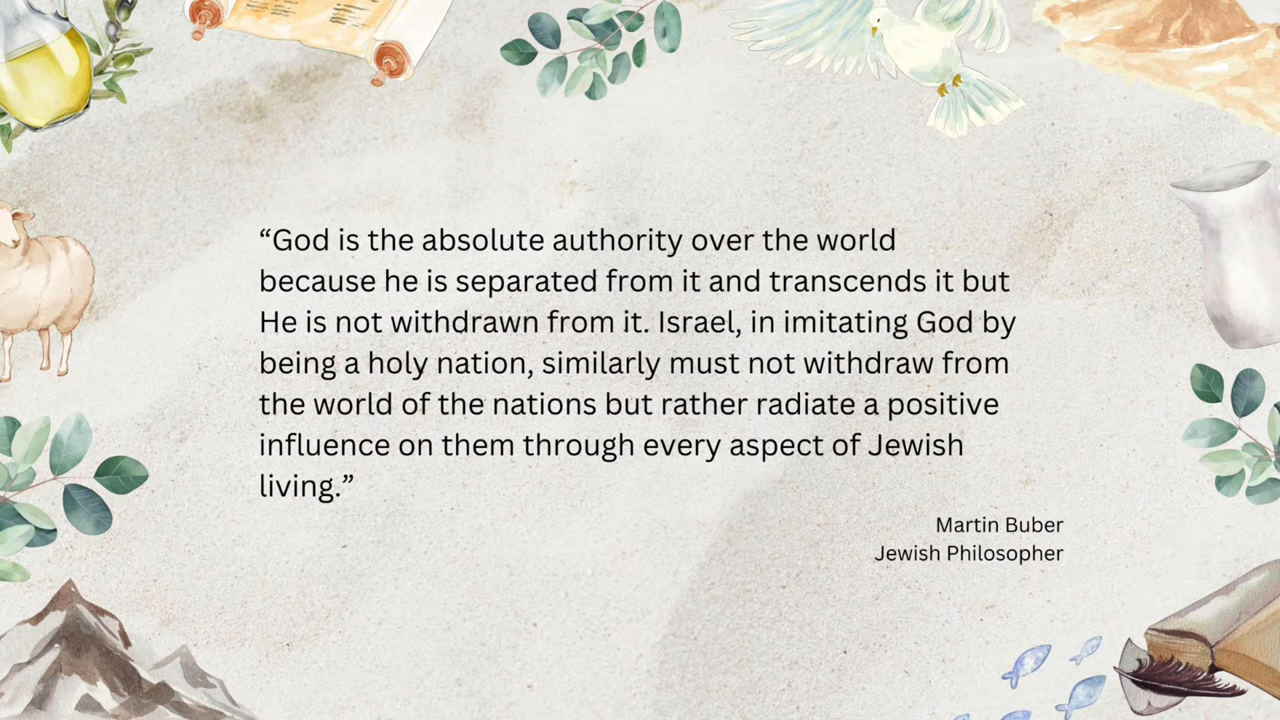 “God is the absolute authority over the world
because he is separated from it and transcends it but
He is not withdrawn from it. Israel, in imitating God by
being a holy nation, similarly must not withdraw from
the world of the nations but rather radiate a positive
influence on them through every aspect of Jewish
living.”
Martin Buber
Jewish Philosopher